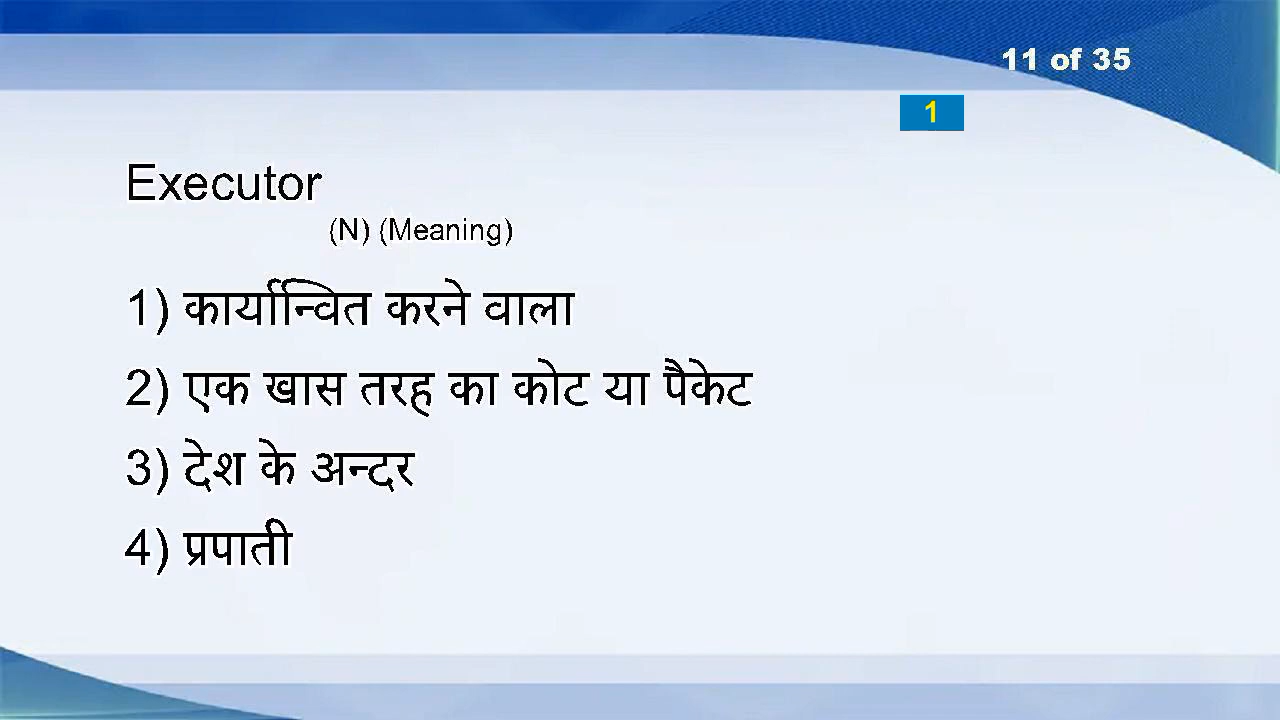 11 of 35
1
Executor
(N) (Meaning)
1) कार्यान्वित करने वाला
2) एक खास तरह का कोट या पैकेट
3) देश के अन्दर
4) प्रपाती